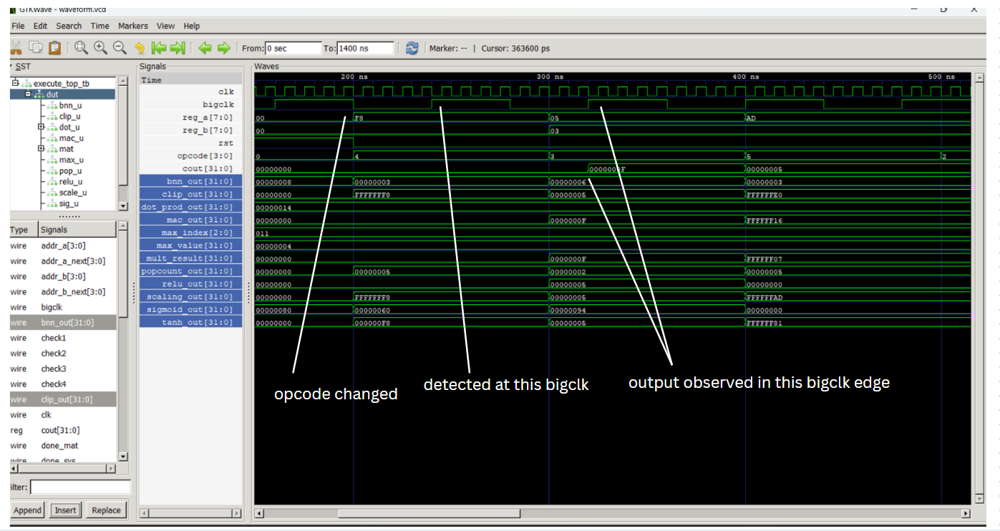 GTKWave - waveform.vcd
File Edit Search Time Markers View Help
From: 0 sec To: 1400 ns Marker: -- | Cursor: 363600 ps
SST
execute_top_tb
dut
bnn_u
clip_u
dot_u
mac_u
mat
max_u
pop_u
relu_u
scale_u
sig_u
Type Signals
wire addr_a[3:0]
wire addr_a_next[3:0]
wire addr_b[3:0]
wire addr_b_next[3:0]
wire bigclk
wire bnn_out[31:0]
wire check1
wire check2
wire check3
wire check4
wire clip_out[31:0]
wire clk
reg cout[31:0]
wire done_mat
wire done_sys
ilter:
Append Insert Replace
Signals
Time
clk
bigclk
reg_a[7:0]
reg_b[7:0]
rst
opcode[3:0]
cout[31:0]
bnn_out[31:0]
clip_out[31:0]
dot_prod_out[31:0]
mac_out[31:0]
max_index[2:0]
max_value[31:0]
mult_result[31:0]
popcount_out[31:0]
relu_out[31:0]
scaling_out[31:0]
sigmoid_out[31:0]
tanh_out[31:0]
Waves
200 ns 300 ns 400 ns 500 ns
00 F8 05 AD
00 03
0 4 3 5 2
00000000 0000000F 00000005
00000008 00000003 00000006 00000003
00000000 FFFFFFF8 00000005 FFFFFFE0
00000014
00000000 0000000F FFFFFF16
011
00000004
00000000 0000000F FFFFFF07
00000000 00000005 00000002 00000005
00000000 00000005 00000000
00000000 FFFFFFF8 00000005 FFFFFFAD
00000080 00000060 00000094 00000000
00000000 000000F8 00000005 FFFFFF81
opcode changed
detected at this bigclk
output observed in this bigclk edge